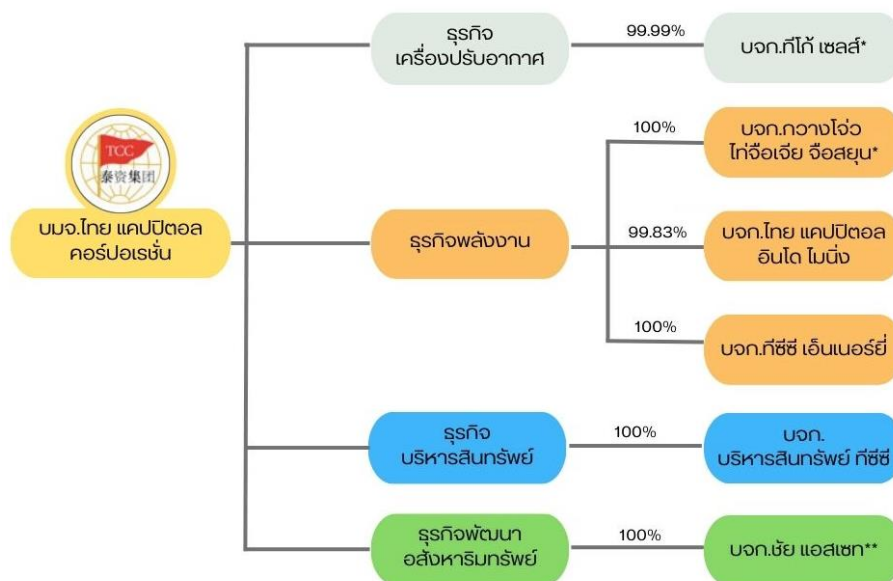 ธุรกิจ
เครื่องปรับอากาศ
99.99%
บจก.ทีโก้ เซลส์*
TCC
泰资集团
บมจ.ไทย แคปปิตอล
คอร์ปอเรชั่น
ธุรกิจพลังงาน
100%
บจก.กวางโจ่ว
ไท่จือเจีย จือสยุน*
99.83%
บจก.ไทย แคปปิตอล
อินโด ไมนิ่ง
100%
บจก.ทีซีซี เอ็นเนอร์ยี่
ธุรกิจ
บริหารสินทรัพย์
100%
บจก.
บริหารสินทรัพย์ ทีซีซี
ธุรกิจพัฒนา
อสังหาริมทรัพย์
100%
บจก.ชัย แอสเซท**